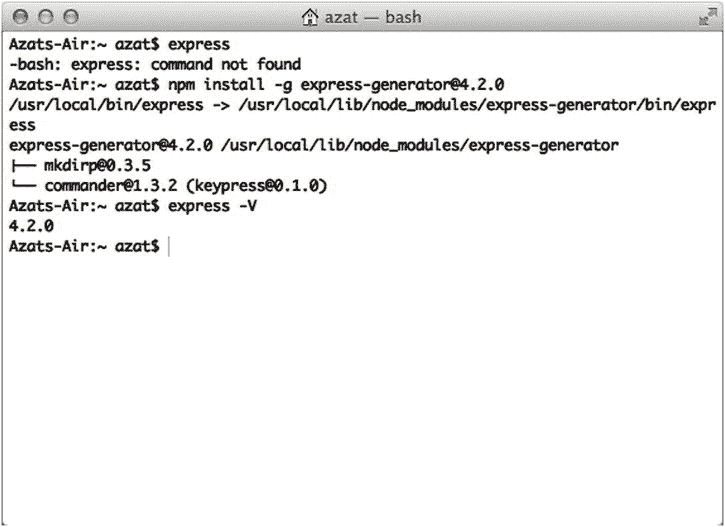 azat — bash
Azats-Air:~ azat$ express
-bash: express: command not found
Azats-Air:~ azat$ npm install -g express-generator@4.2.0
/usr/local/bin/express -> /usr/local/lib/node_modules/express-generator/bin/expr
ess
express-generator@4.2.0 /usr/local/lib/node_modules/express-generator
├── mkdirp@0.3.5
└── commander@1.3.2 (keypress@0.1.0)
Azats-Air:~ azat$ express -V
4.2.0
Azats-Air:~ azat$